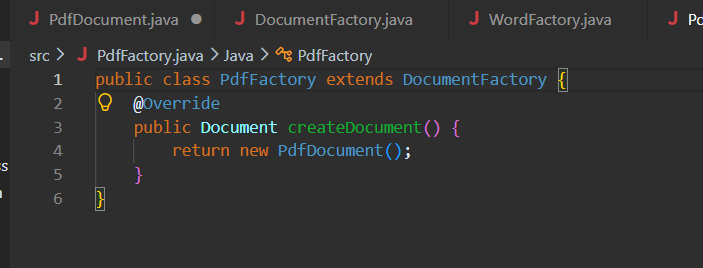 J PdfDocument.java ● J DocumentFactory.java J WordFactory.java J Po
src > J PdfFactory.java > Java > PdfFactory
1 public class PdfFactory extends DocumentFactory {
2 @Override
3 public Document createDocument() {
4 return new PdfDocument();
5 }
6 }
ss
n